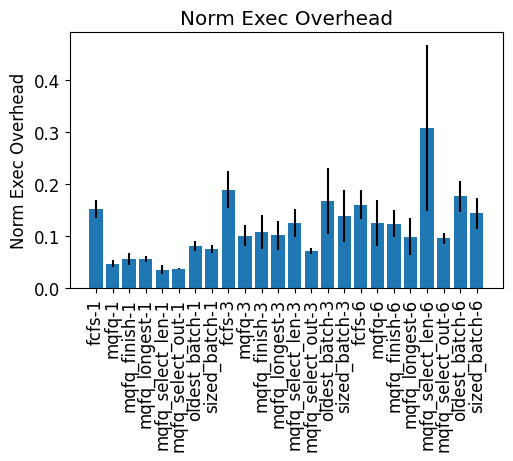 Norm Exec Overhead
Norm Exec Overhead
0.4
0.3
0.2
0.1
0.0
fcfs-1
mqfq-1
mqfq_finish-1
mqfq_longest-1
mqfq_select_len-1
mqfq_select_out-1
oldest_batch-1
sized_batch-1
fcfs-3
mqfq-3
mqfq_finish-3
mqfq_longest-3
mqfq_select_len-3
mqfq_select_out-3
oldest_batch-3
sized_batch-3
fcfs-6
mqfq-6
mqfq_finish-6
mqfq_longest-6
mqfq_select_len-6
mqfq_select_out-6
oldest_batch-6
sized_batch-6